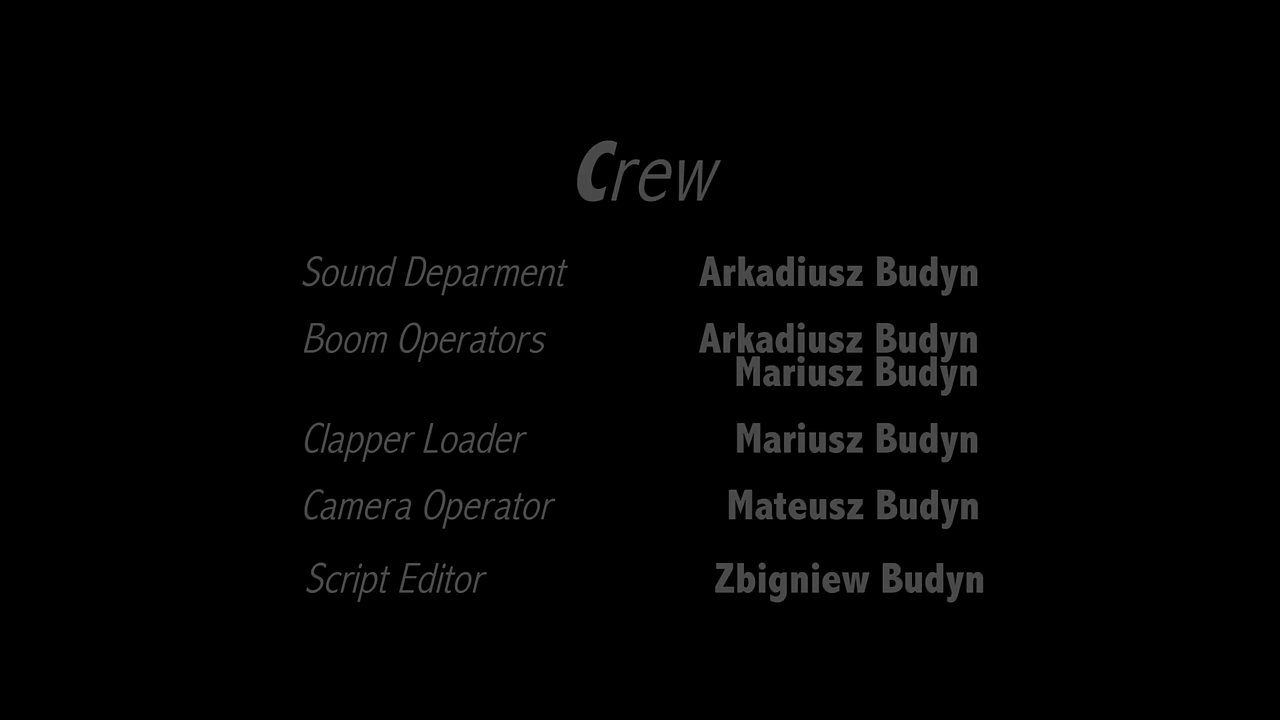 Crew
Sound Deparment Arkadiusz Budyn
Boom Operators Arkadiusz Budyn
Mariusz Budyn
Clapper Loader Mariusz Budyn
Camera Operator Mateusz Budyn
Script Editor Zbigniew Budyn